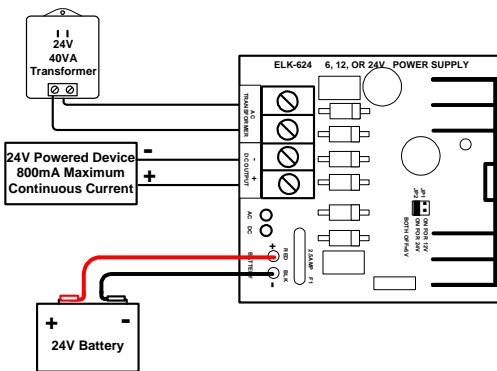 24V
40VA
Transformer
ELK-624 6, 12, OR 24V POWER SUPPLY
AC
TRANSFORMER
DC OUTPUT
-
+
24V Powered Device
800mA Maximum
Continuous Current
-
+
JP1
JP2
ON FOR 12V
ON FOR 24V
BOTH OFF=6V
AC
DC
+
RED
BATTERY
BLK
-
2.5AMP F1
+ -
24V Battery